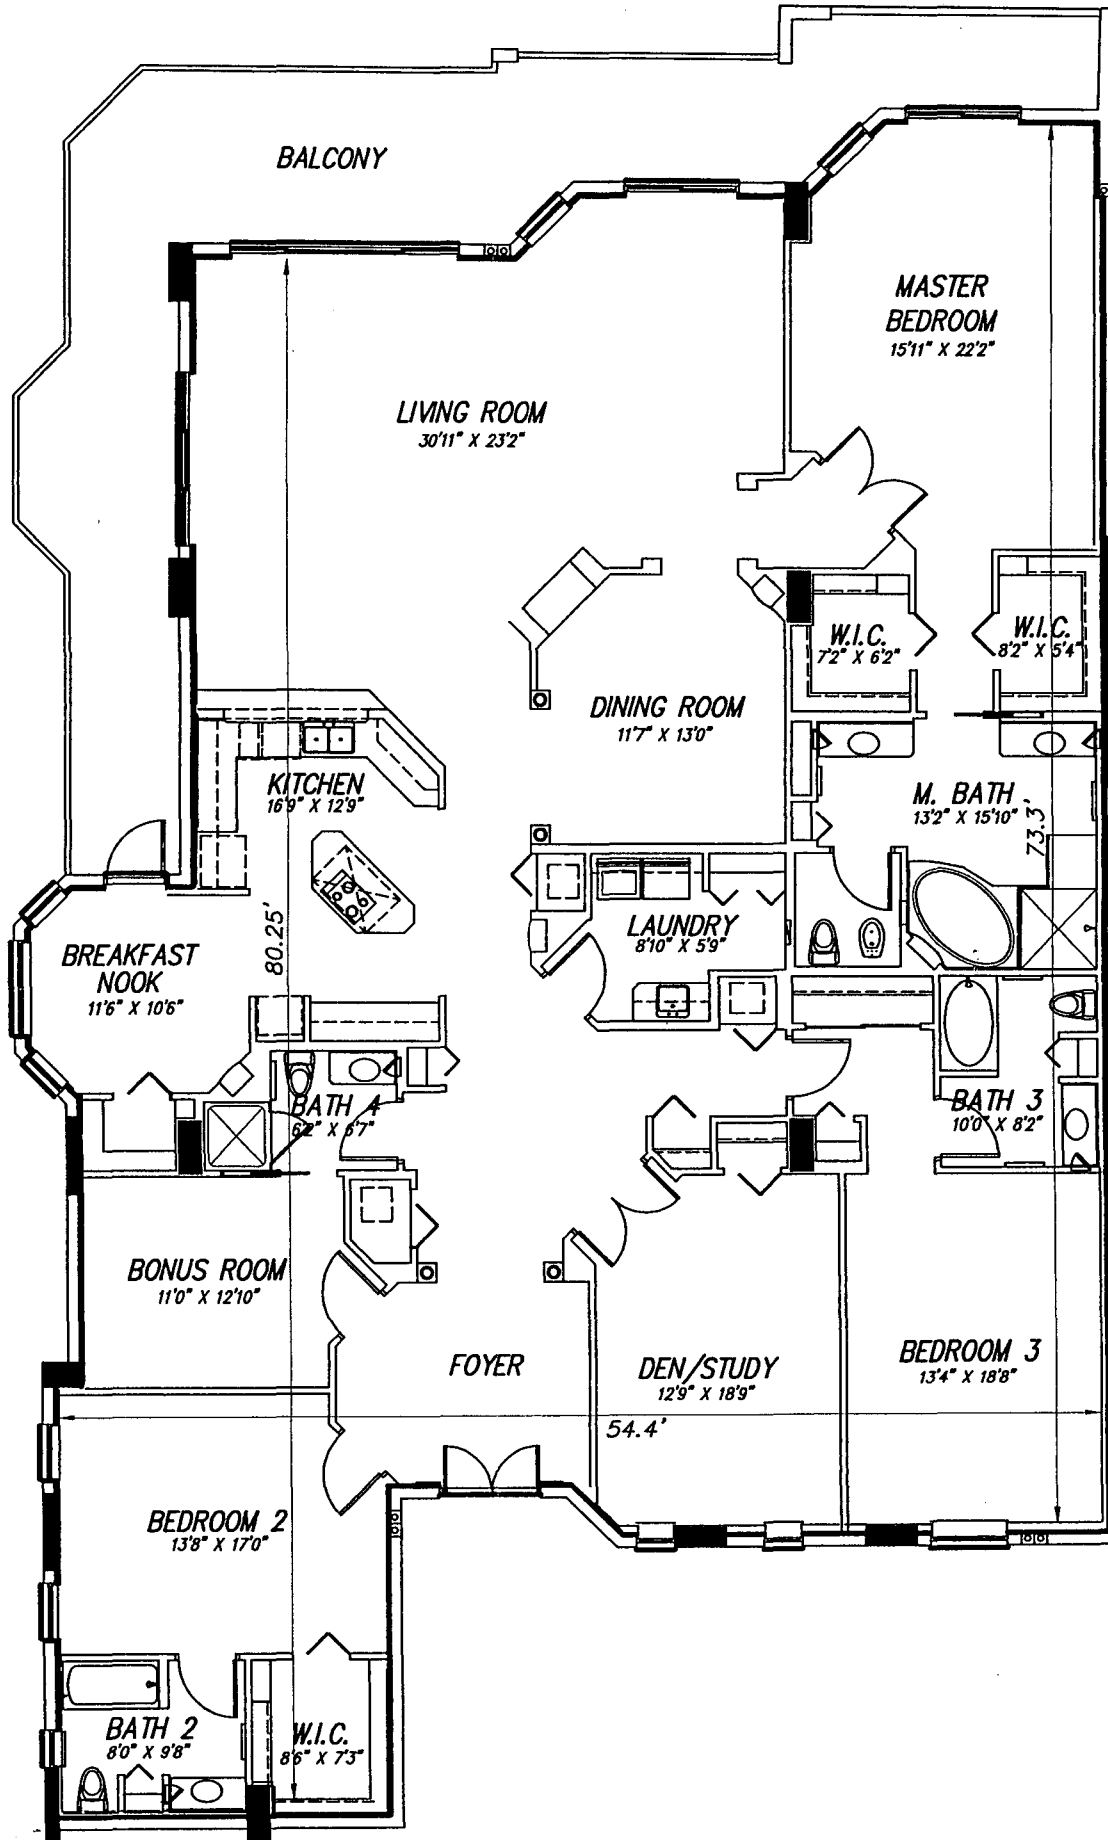 BALCONY
MASTER
BEDROOM
15'11" X 22'2"
LIVING ROOM
30'11" X 23'2"
W.I.C.
7'2" X 6'2"
W.I.C.
8'2" X 5'4"
DINING ROOM
11'7" X 13'0"
KITCHEN
16'9" X 12'9"
M. BATH
13'2" X 15'10"
73.3'
LAUNDRY
8'10" X 5'9"
80.25'
BREAKFAST
NOOK
11'6" X 10'6"
BATH 4
6'2" X 6'7"
BATH 3
10'0" X 8'2"
BONUS ROOM
11'0" X 12'10"
FOYER
DEN/STUDY
12'9" X 18'9"
BEDROOM 3
13'4" X 18'8"
54.4'
BEDROOM 2
13'8" X 17'0"
BATH 2
8'0" X 9'8"
W.I.C.
8'6" X 7'3"